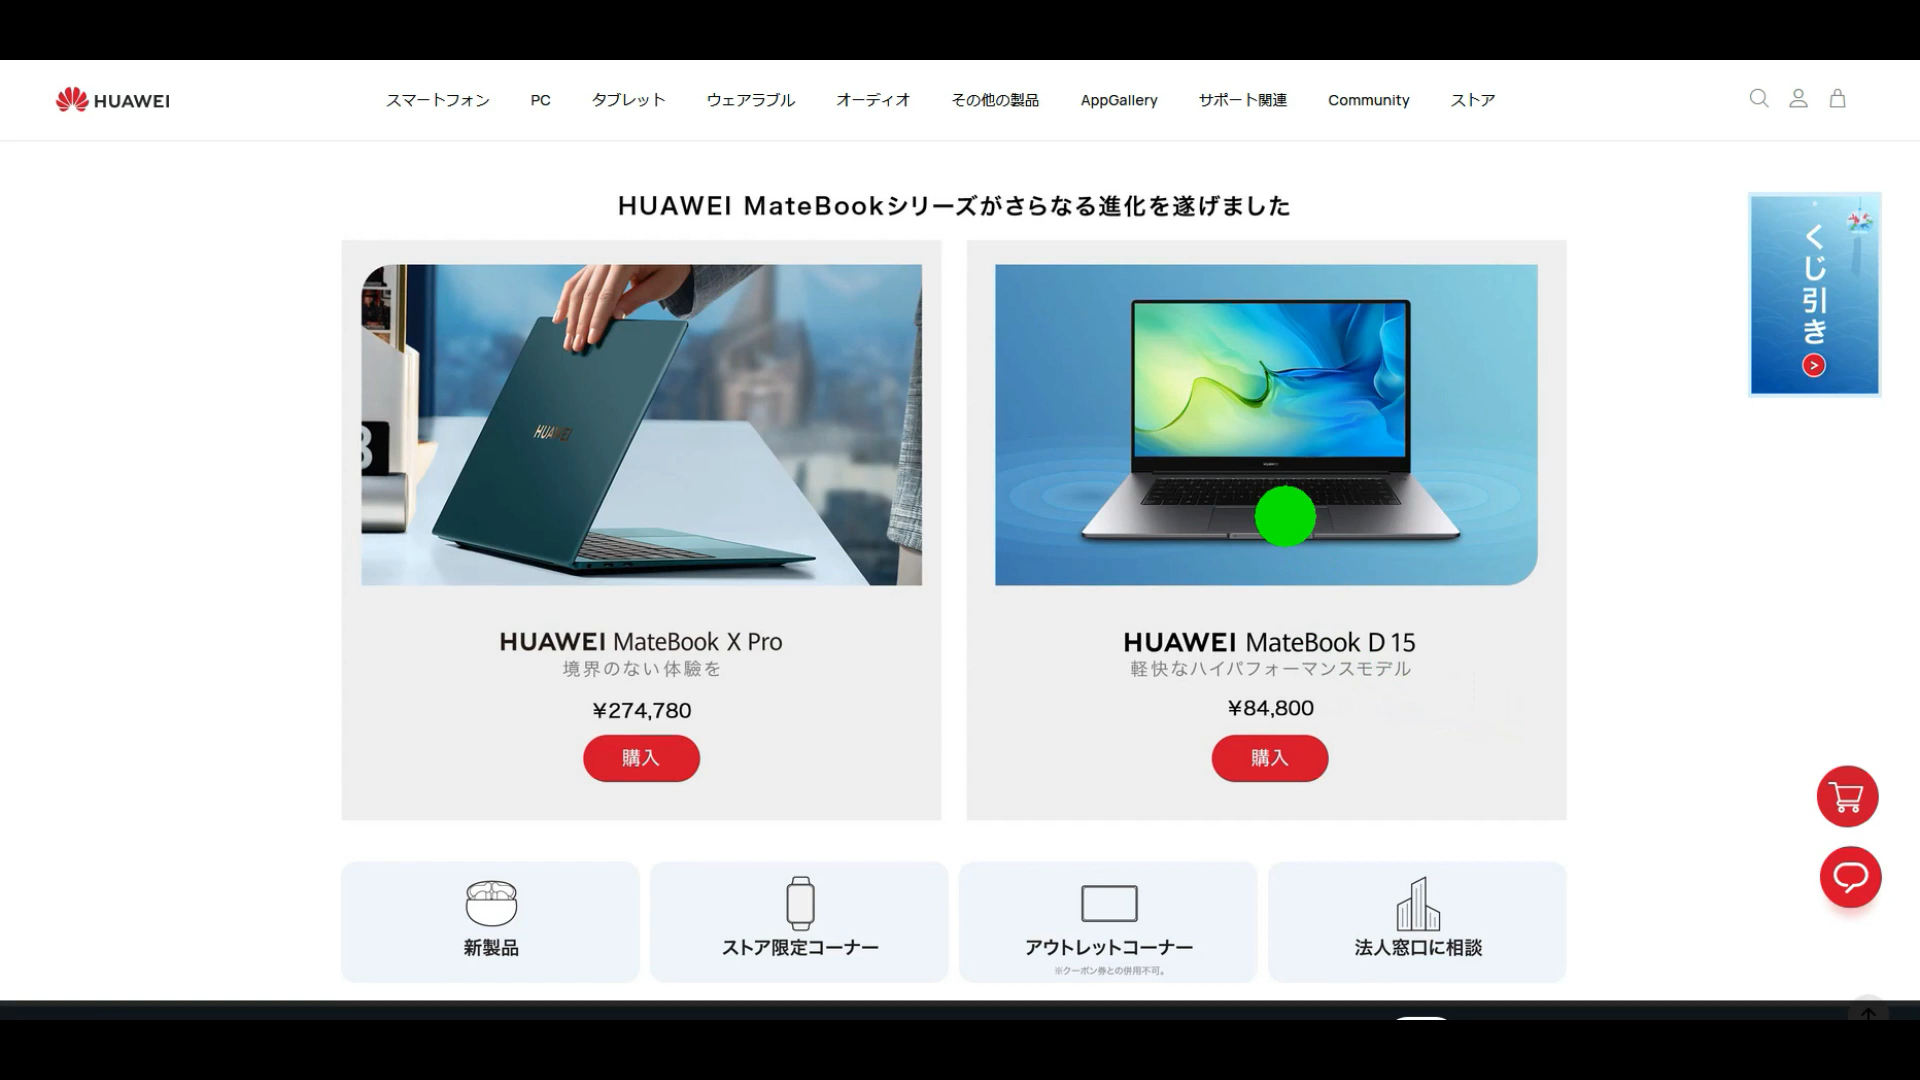 HUAWEI
スマートフォン PC タブレット ウェアラブル オーディオ その他の製品 AppGallery サポート関連 Community ストア
HUAWEI MateBookシリーズがさらなる進化を遂げました
くじ引き
HUAWEI
HUAWEI MateBook X Pro
境界のない体験を
¥274,780
購入
HUAWEI MateBook D 15
軽快なハイパフォーマンスモデル
¥84,800
購入
新製品
ストア限定コーナー
アウトレットコーナー
※クーポン券との併用不可。
法人窓口に相談